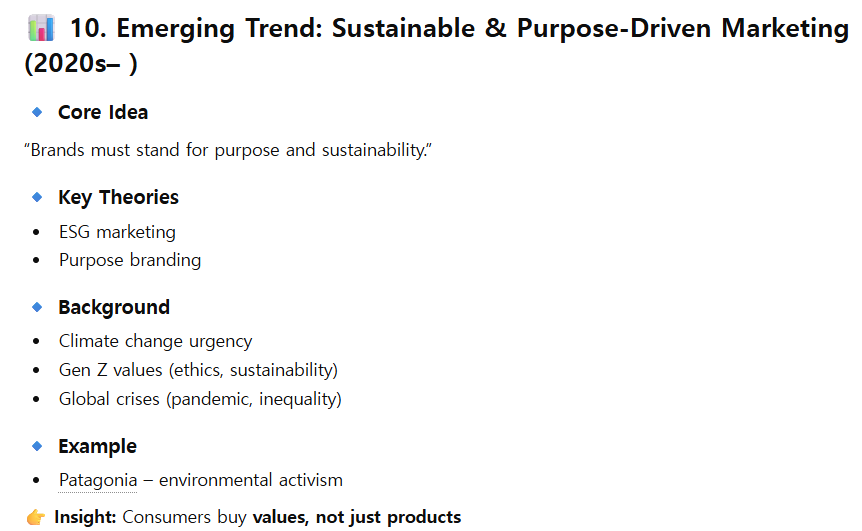 📊 10. Emerging Trend: Sustainable & Purpose-Driven Marketing
(2020s– )
🔹 Core Idea
“Brands must stand for purpose and sustainability.”
🔹 Key Theories
• ESG marketing
• Purpose branding
🔹 Background
• Climate change urgency
• Gen Z values (ethics, sustainability)
• Global crises (pandemic, inequality)
🔹 Example
• Patagonia – environmental activism
👉 Insight: Consumers buy values, not just products